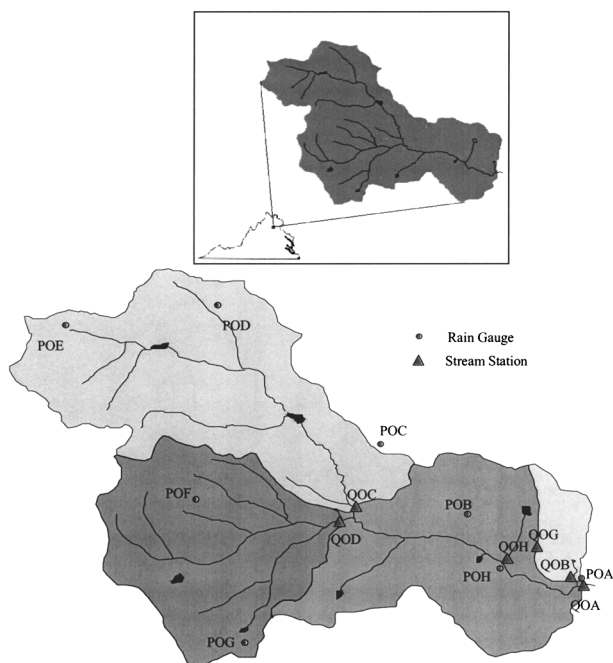 POD
POE
Rain Gauge
Stream Station
POC
POF
QOC
POB
QOD
QOG
QOH
POH
QOB
POA
QOA
POG